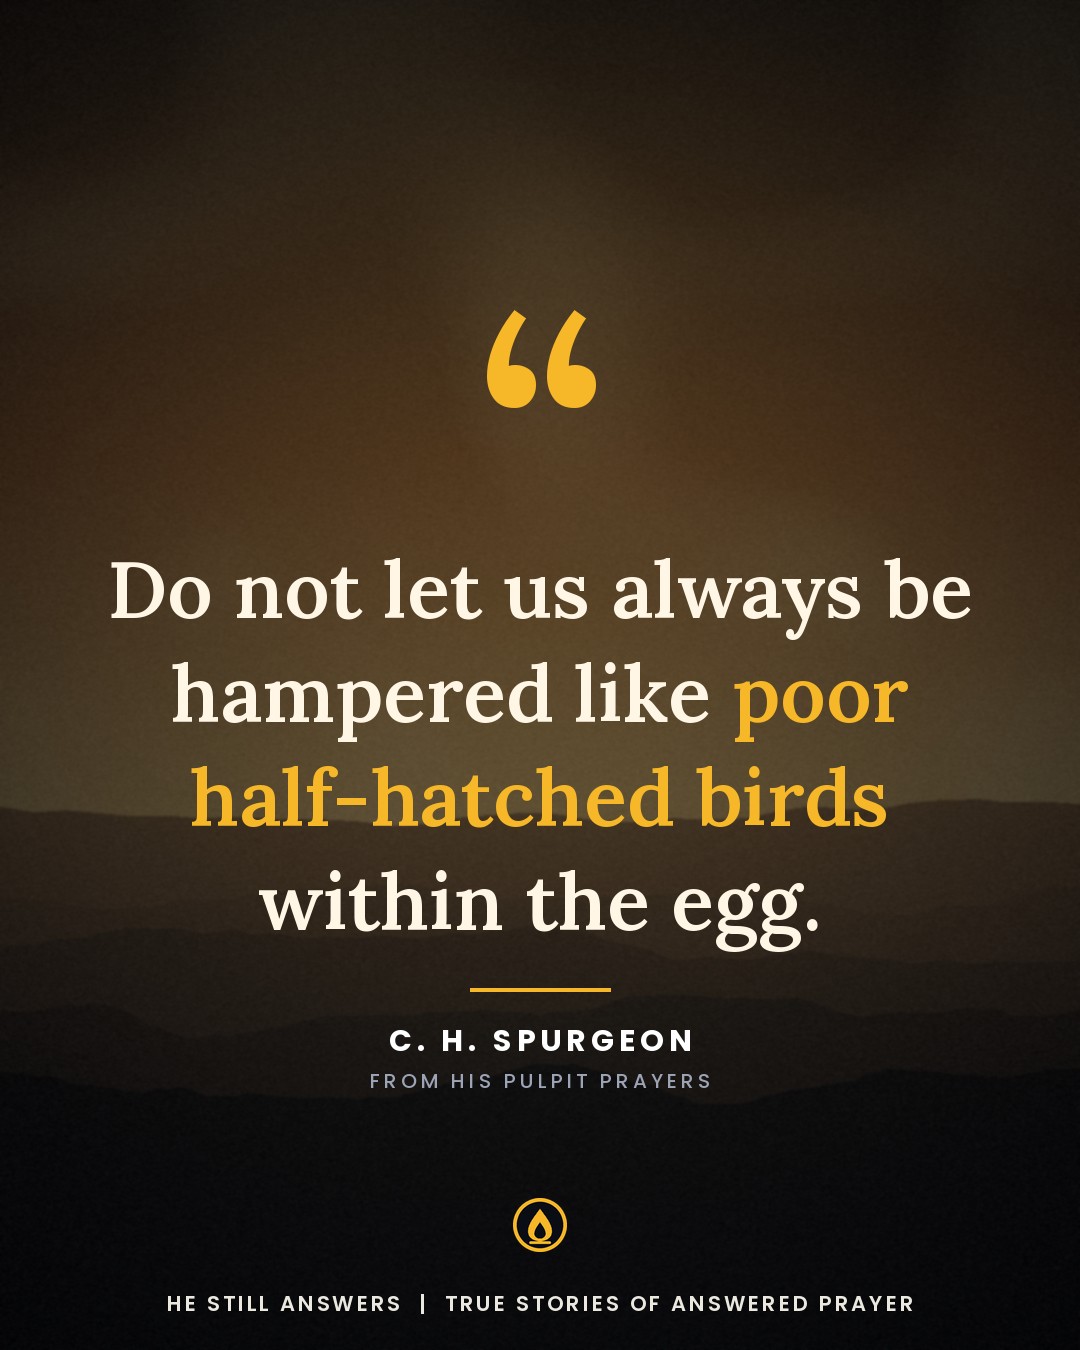 “
Do not let us always be
hampered like poor
half-hatched birds
within the egg.
C. H. SPURGEON
FROM HIS PULPIT PRAYERS
HE STILL ANSWERS | TRUE STORIES OF ANSWERED PRAYER